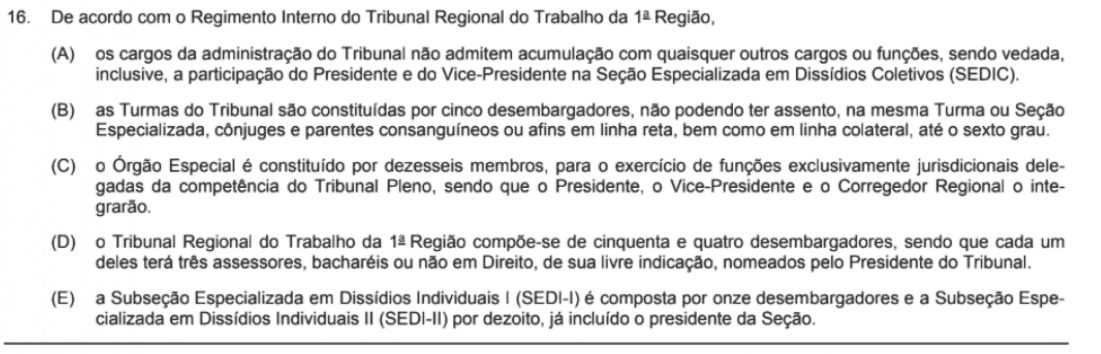 16. De acordo com o Regimento Interno do Tribunal Regional do Trabalho da 1ª Região,
(A) os cargos da administração do Tribunal não admitem acumulação com quaisquer outros cargos ou funções, sendo vedada,
inclusive, a participação do Presidente e do Vice-Presidente na Seção Especializada em Dissídios Coletivos (SEDIC).
(B) as Turmas do Tribunal são constituídas por cinco desembargadores, não podendo ter assento, na mesma Turma ou Seção
Especializada, cônjuges e parentes consanguíneos ou afins em linha reta, bem como em linha colateral, até o sexto grau.
(C) o Órgão Especial é constituído por dezesseis membros, para o exercício de funções exclusivamente jurisdicionais dele-
gadas da competência do Tribunal Pleno, sendo que o Presidente, o Vice-Presidente e o Corregedor Regional o inte-
grarão.
(D) o Tribunal Regional do Trabalho da 1ª Região compõe-se de cinquenta e quatro desembargadores, sendo que cada um
deles terá três assessores, bacharéis ou não em Direito, de sua livre indicação, nomeados pelo Presidente do Tribunal.
(E) a Subseção Especializada em Dissídios Individuais I (SEDI-I) é composta por onze desembargadores e a Subseção Espe-
cializada em Dissídios Individuais II (SEDI-II) por dezoito, já incluído o presidente da Seção.